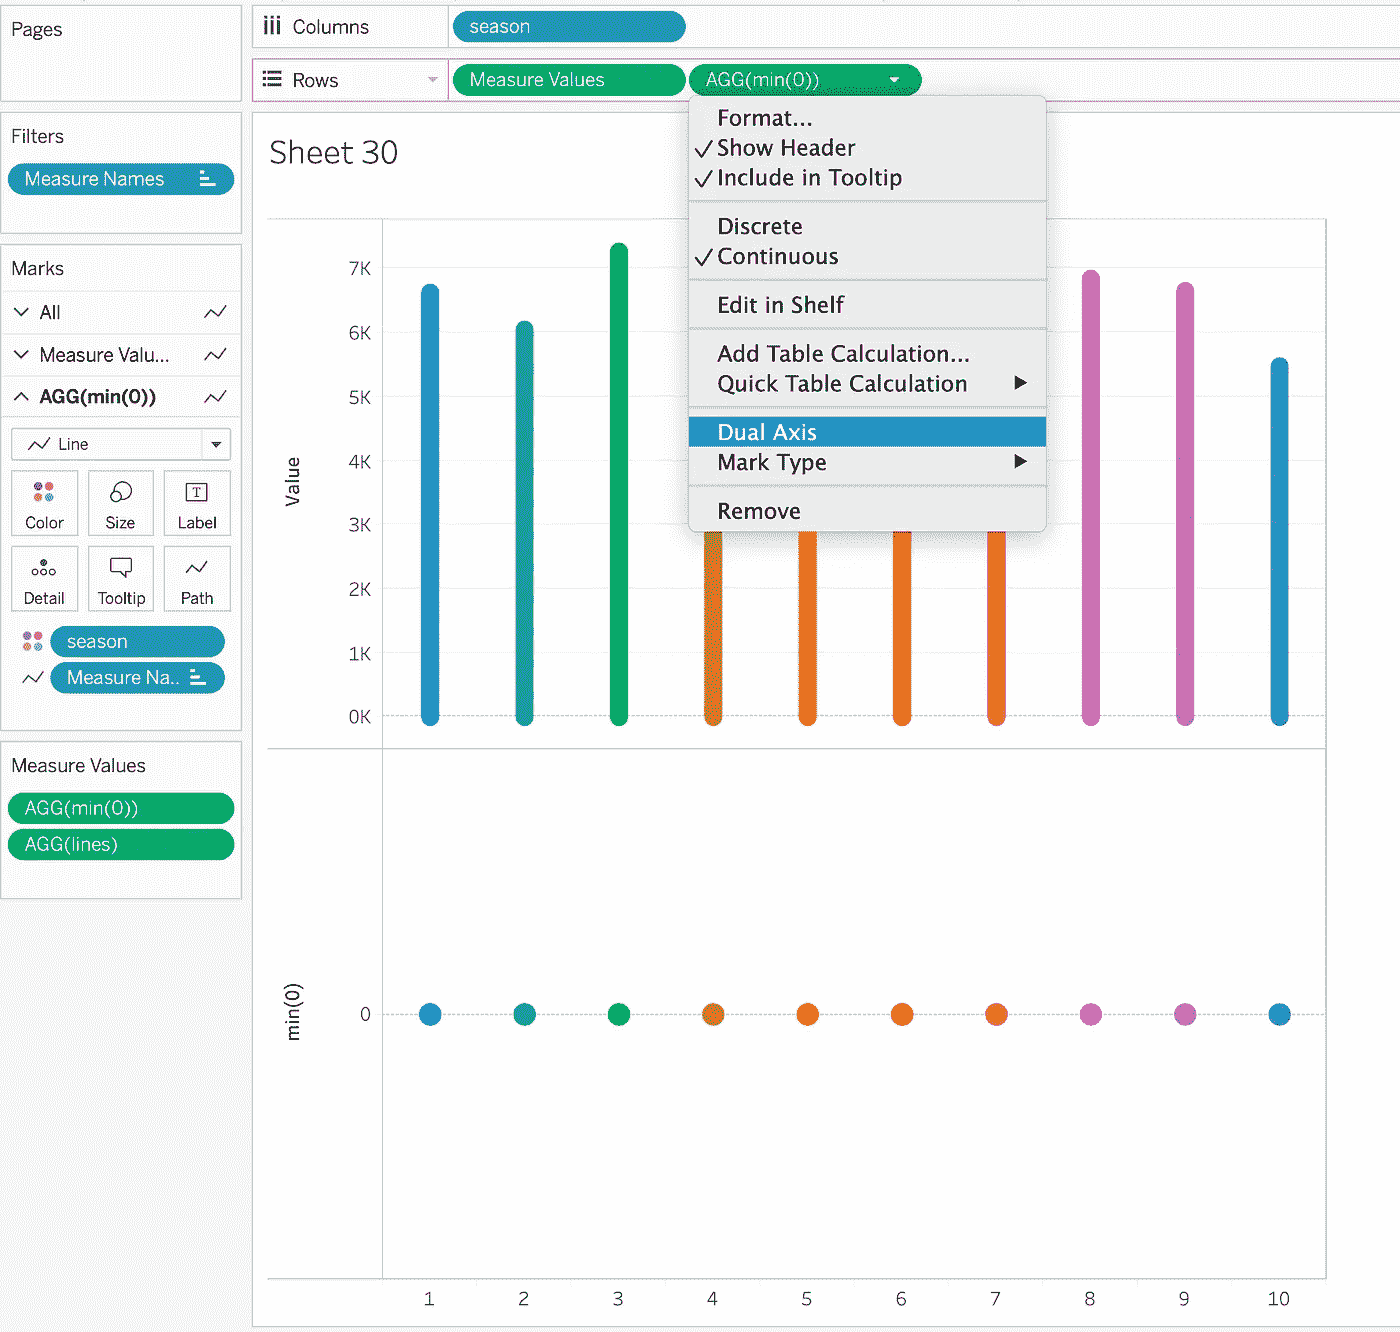 Pages
Columns
season
Rows
Measure Values
AGG(min(0))
Filters
Measure Names
Marks
All
Measure Valu...
AGG(min(0))
Line
Color
Size
T
Label
Detail
Tooltip
Path
season
Measure Na..
Measure Values
AGG(min(0))
AGG(lines)
Sheet 30
Format...
Show Header
Include in Tooltip
Discrete
Continuous
Edit in Shelf
Add Table Calculation...
Quick Table Calculation
Dual Axis
Mark Type
Remove
Value
7K
6K
5K
4K
3K
2K
1K
0K
min(0)
0
1 2 3 4 5 6 7 8 9 10